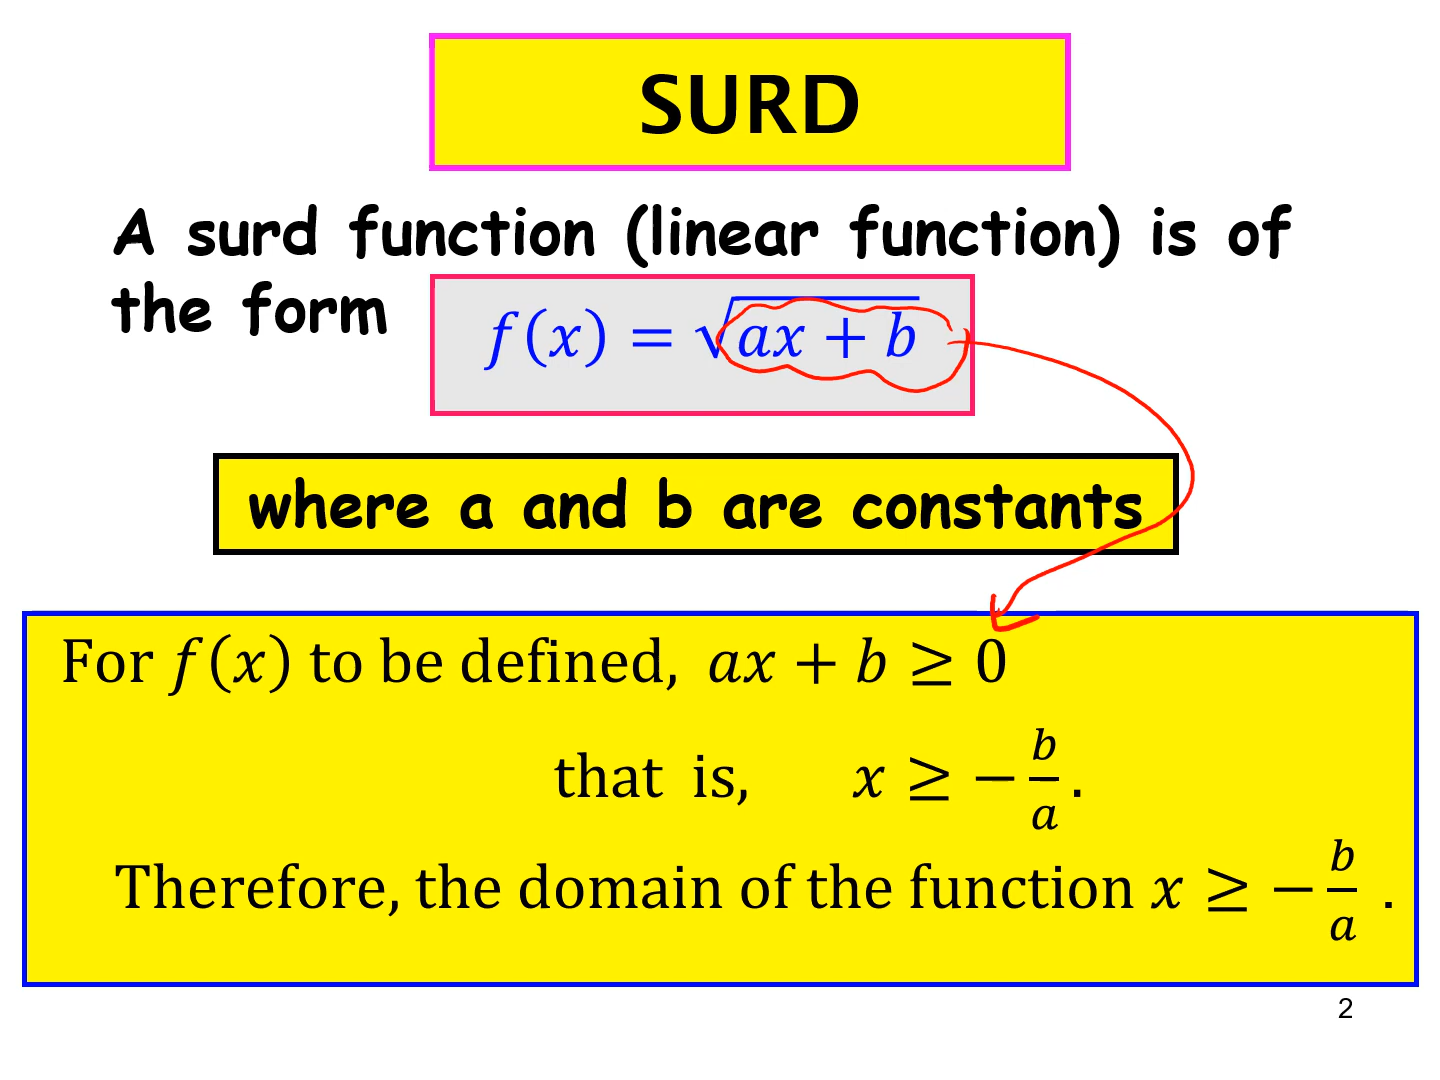 SURD
A surd function (linear function) is of
the form
f(x) = √(ax + b)
where a and b are constants
For f(x) to be defined, ax + b ≥ 0
that is, x ≥ − b/a .
Therefore, the domain of the function x ≥ − b/a .
2